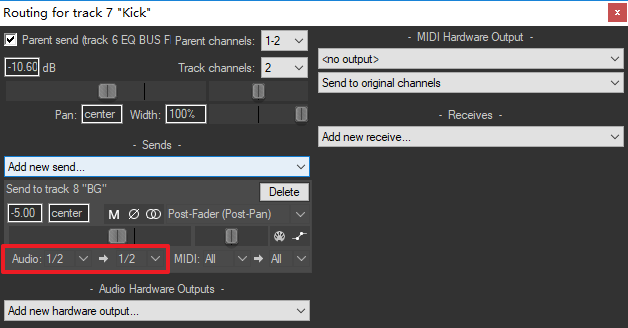 Routing for track 7 "Kick"
Parent send (track 6 EQ BUS F Parent channels: 1-2
-10.60 dB Track channels: 2
Pan: center Width: 100%
- Sends -
Add new send...
Send to track 8 "BG" Delete
-5.00 center M Post-Fader (Post-Pan)
Audio: 1/2 1/2 MIDI: All All
- Audio Hardware Outputs -
Add new hardware output...
- MIDI Hardware Output -
<no output>
Send to original channels
- Receives -
Add new receive...